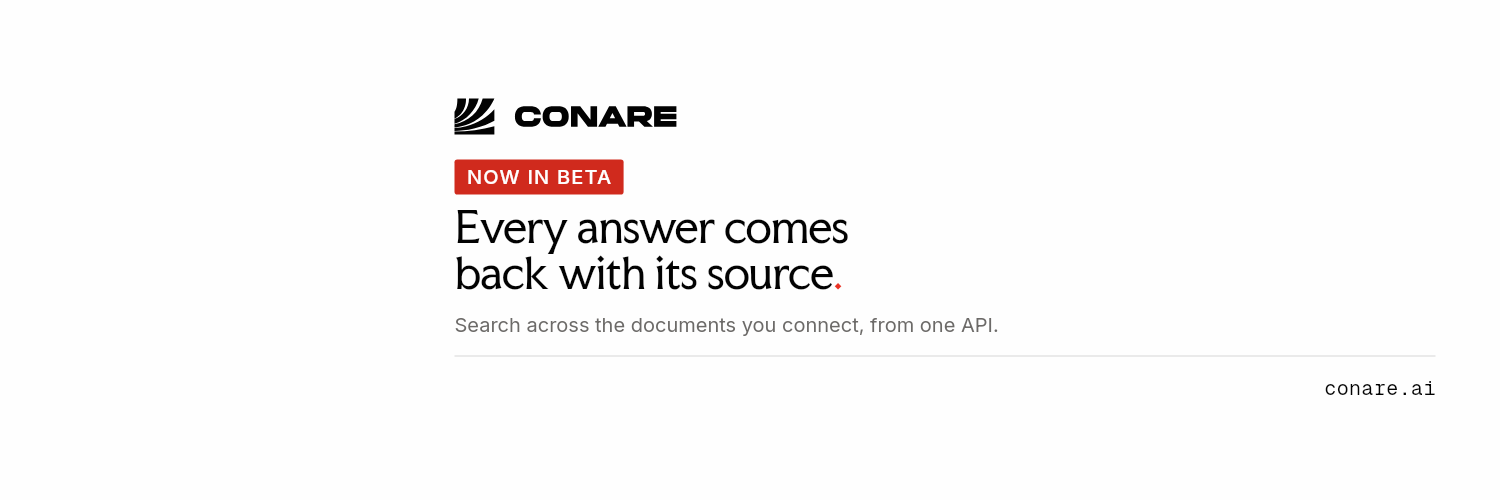 CONARE
NOW IN BETA
Every answer comes
back with its source.
Search across the documents you connect, from one API.
conare.ai